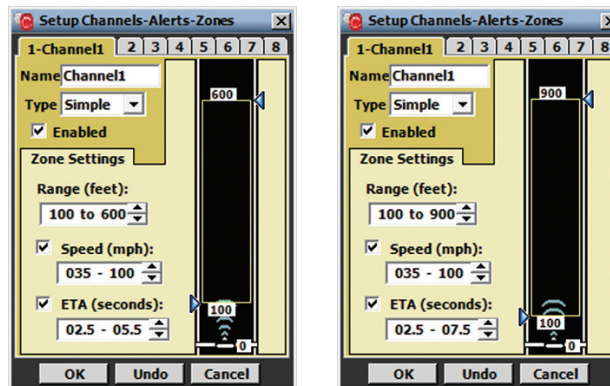 Setup Channels-Alerts-Zones
1-Channel1 2 3 4 5 6 7 8
Name Channel1
Type Simple
Enabled
Zone Settings
Range (feet):
100 to 600
Speed (mph):
035 - 100
ETA (seconds):
02.5 - 05.5
600
100
0
OK Undo Cancel
Setup Channels-Alerts-Zones
1-Channel1 2 3 4 5 6 7 8
Name Channel1
Type Simple
Enabled
Zone Settings
Range (feet):
100 to 900
Speed (mph):
035 - 100
ETA (seconds):
02.5 - 07.5
900
100
0
OK Undo Cancel